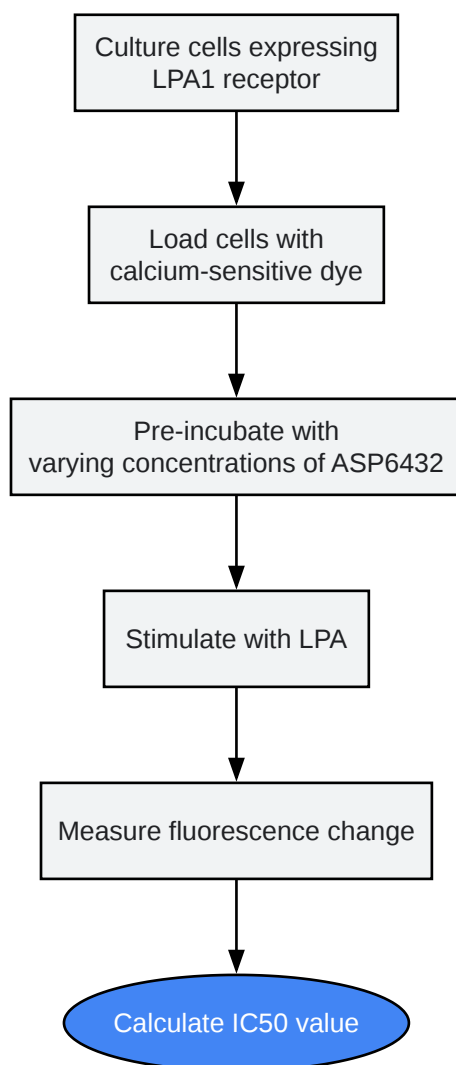 Culture cells expressing
LPA1 receptor
Load cells with
calcium-sensitive dye
Pre-incubate with
varying concentrations of ASP6432
Stimulate with LPA
Measure fluorescence change
Calculate IC50 value